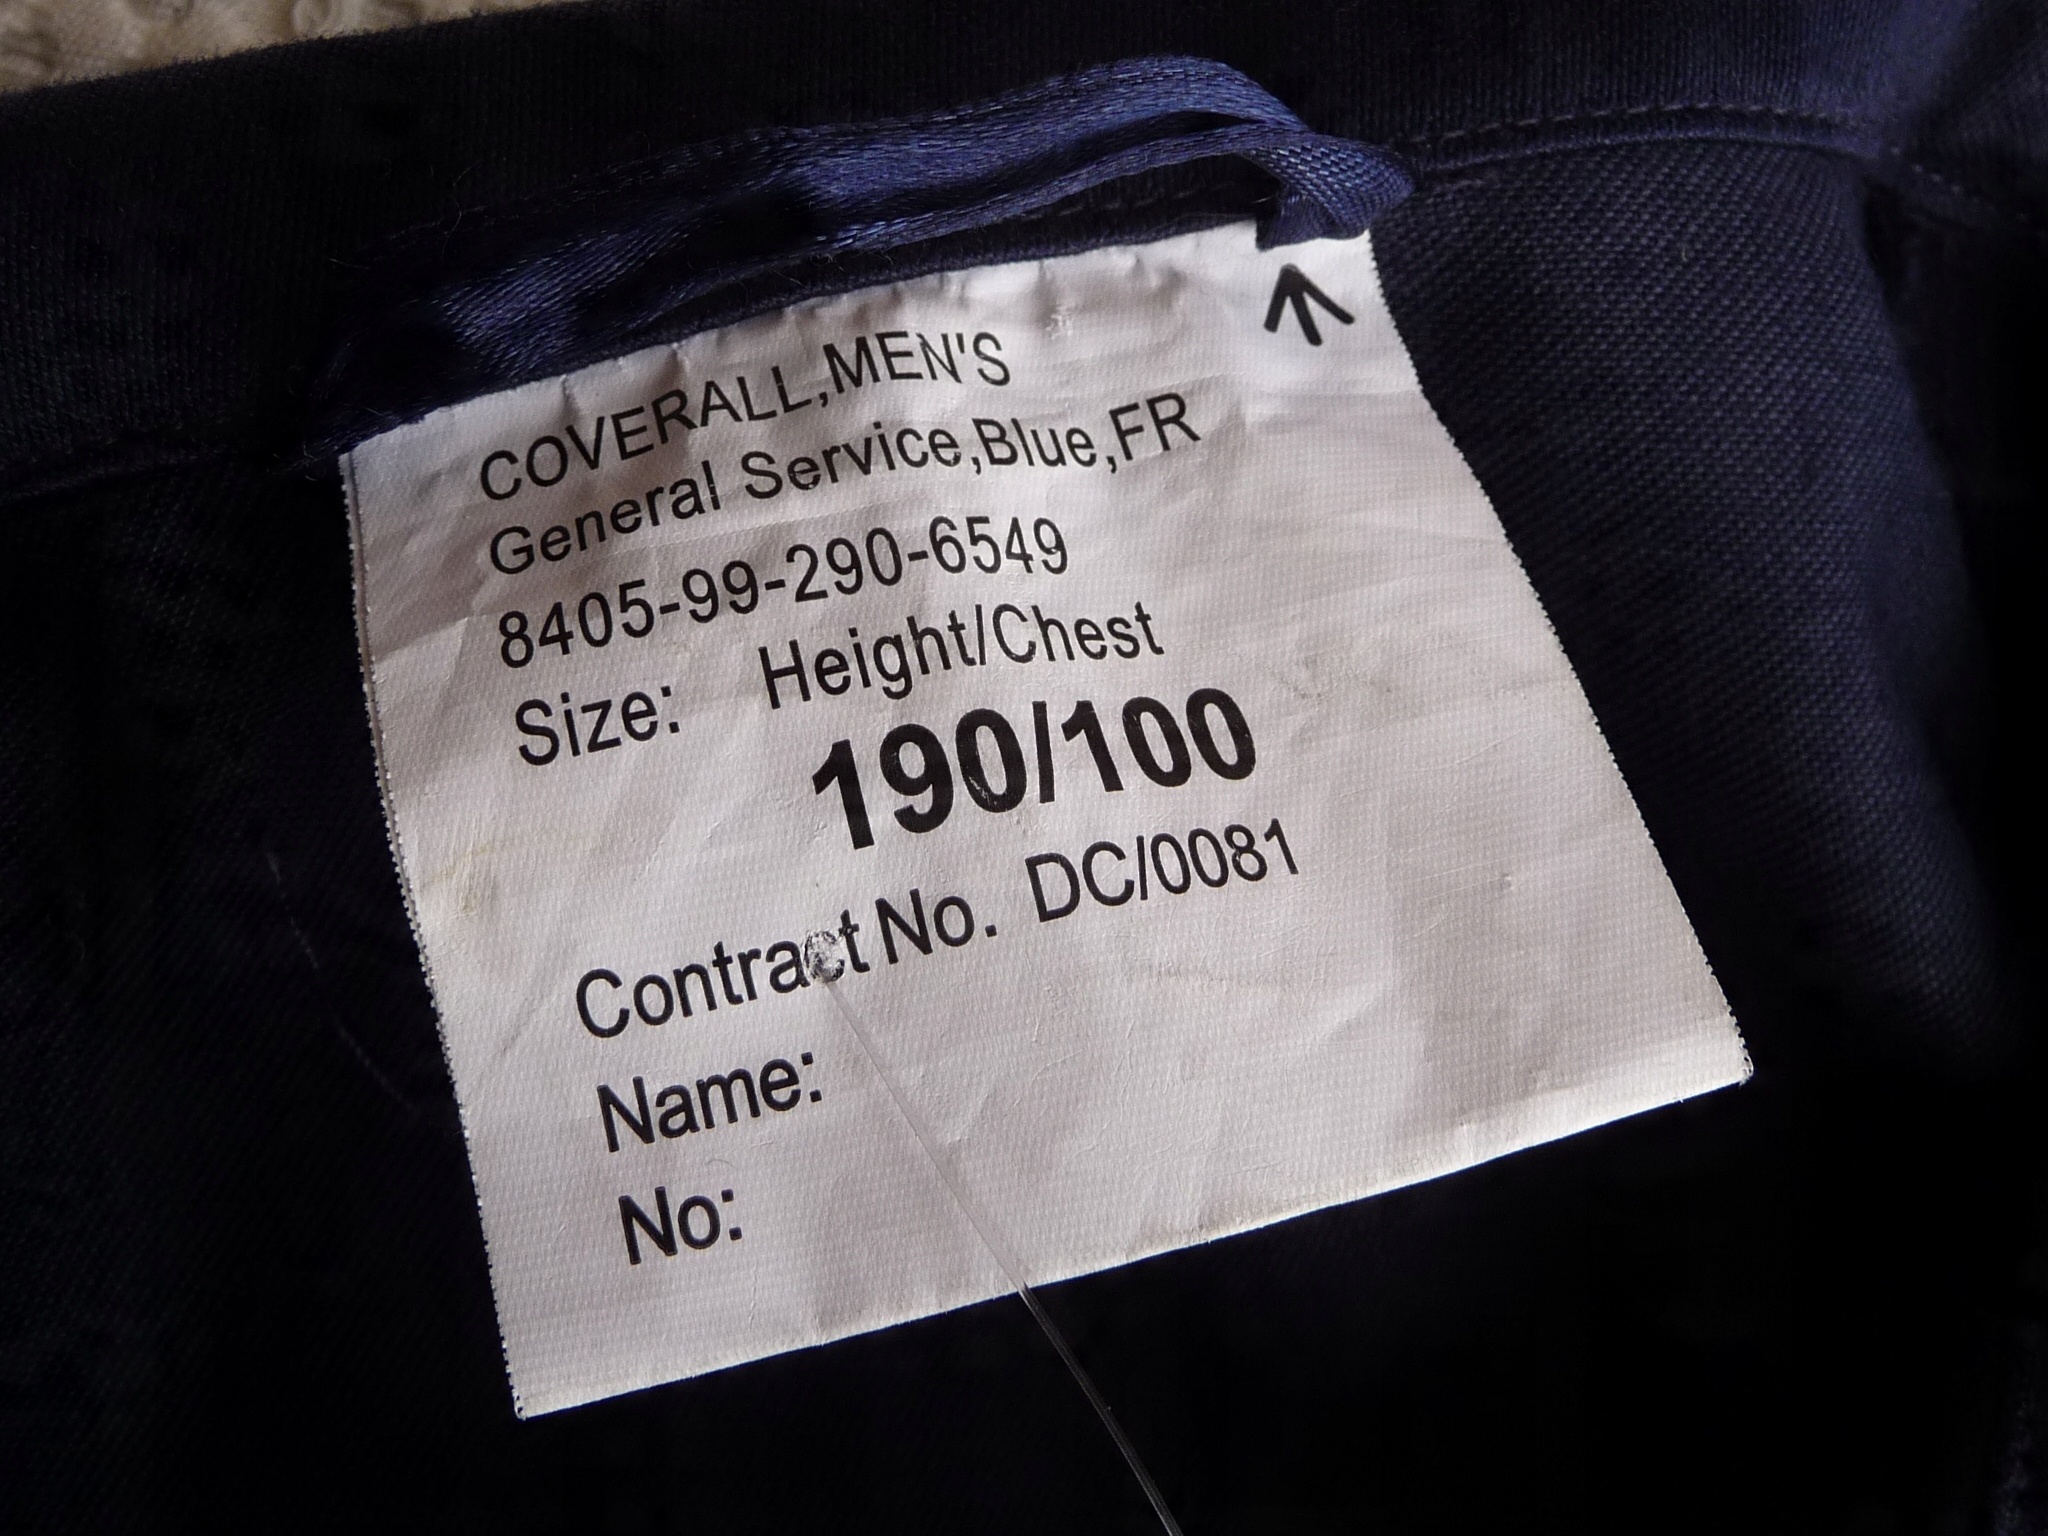 COVERALL,MEN'S
General Service,Blue,FR
8405-99-290-6549
Size: Height/Chest
190/100
Contract No. DC/0081
Name:
No: